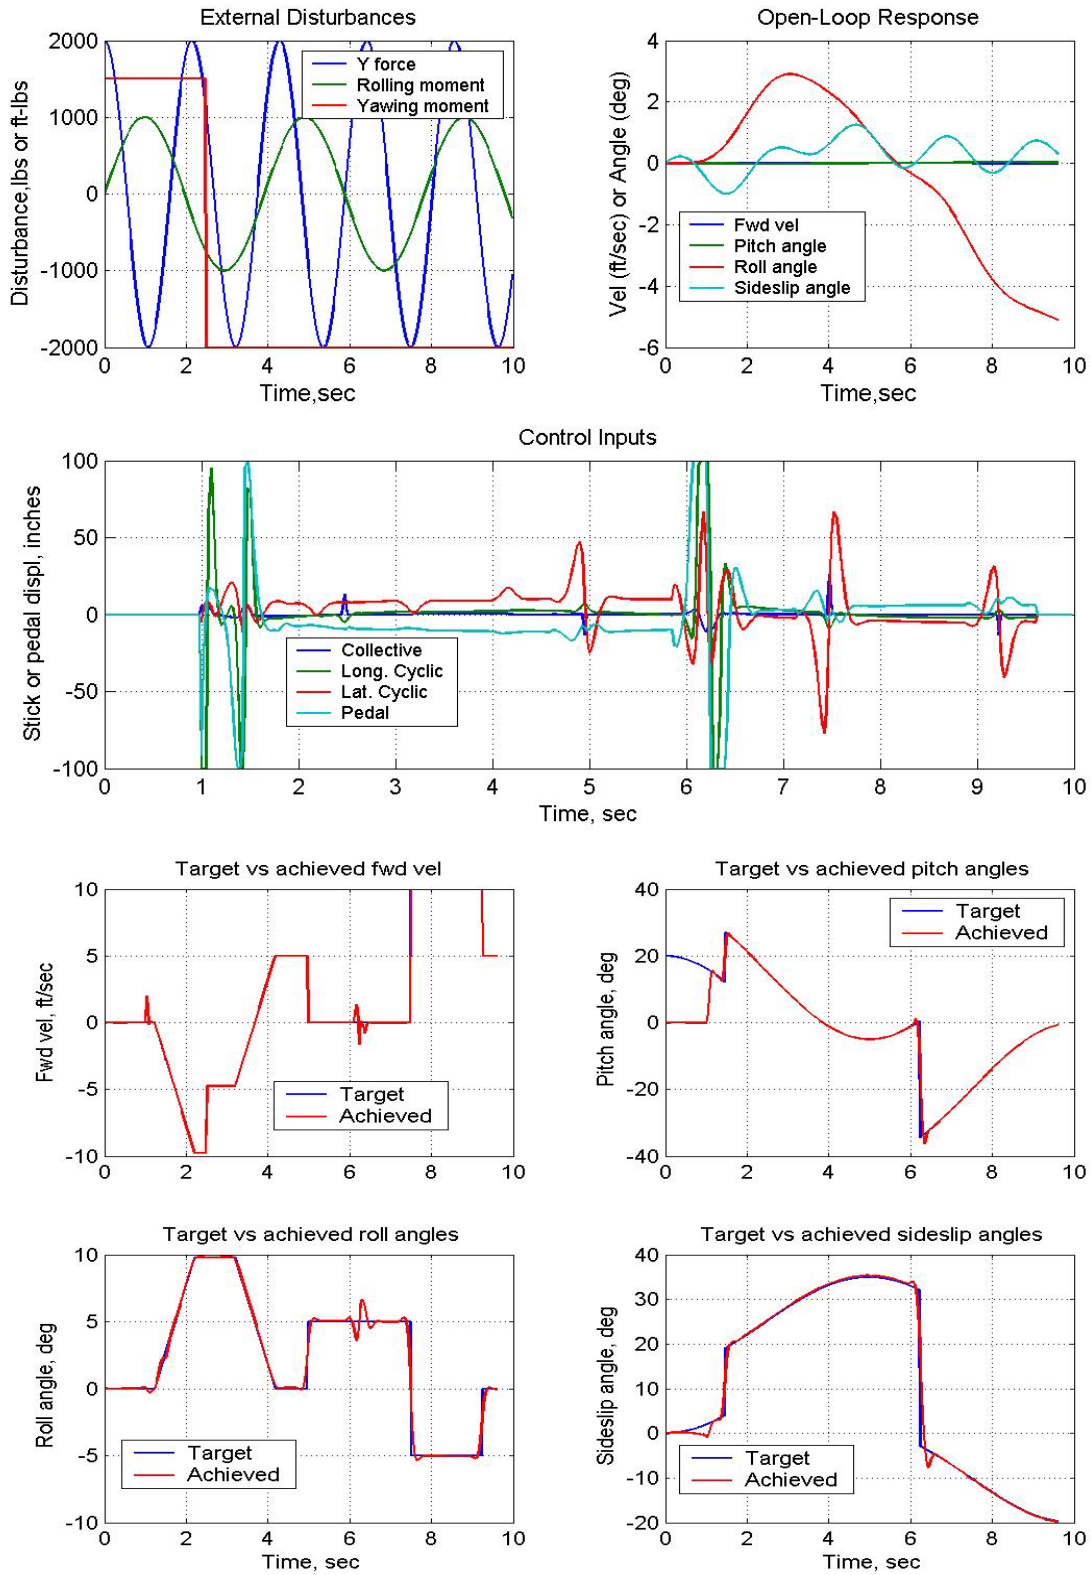 External Disturbances
2000
1000
0
-1000
-2000
Disturbance,lbs or ft-lbs
Y force
Rolling moment
Yawing moment
0 2 4 6 8 10
Time,sec
Open-Loop Response
4
2
0
-2
-4
-6
Vel (ft/sec) or Angle (deg)
Fwd vel
Pitch angle
Roll angle
Sideslip angle
0 2 4 6 8 10
Time,sec
Control Inputs
100
50
0
-50
-100
Stick or pedal displ, inches
Collective
Long. Cyclic
Lat. Cyclic
Pedal
0 1 2 3 4 5 6 7 8 9 10
Time, sec
Target vs achieved fwd vel
10
5
0
-5
-10
Fwd vel, ft/sec
Target
Achieved
0 2 4 6 8 10
Target vs achieved pitch angles
40
20
0
-20
-40
Pitch angle, deg
Target
Achieved
0 2 4 6 8 10
Target vs achieved roll angles
10
5
0
-5
-10
Roll angle, deg
Target
Achieved
0 2 4 6 8 10
Time, sec
Target vs achieved sideslip angles
40
30
20
10
0
-10
-20
Sideslip angle, deg
Target
Achieved
0 2 4 6 8 10
Time, sec